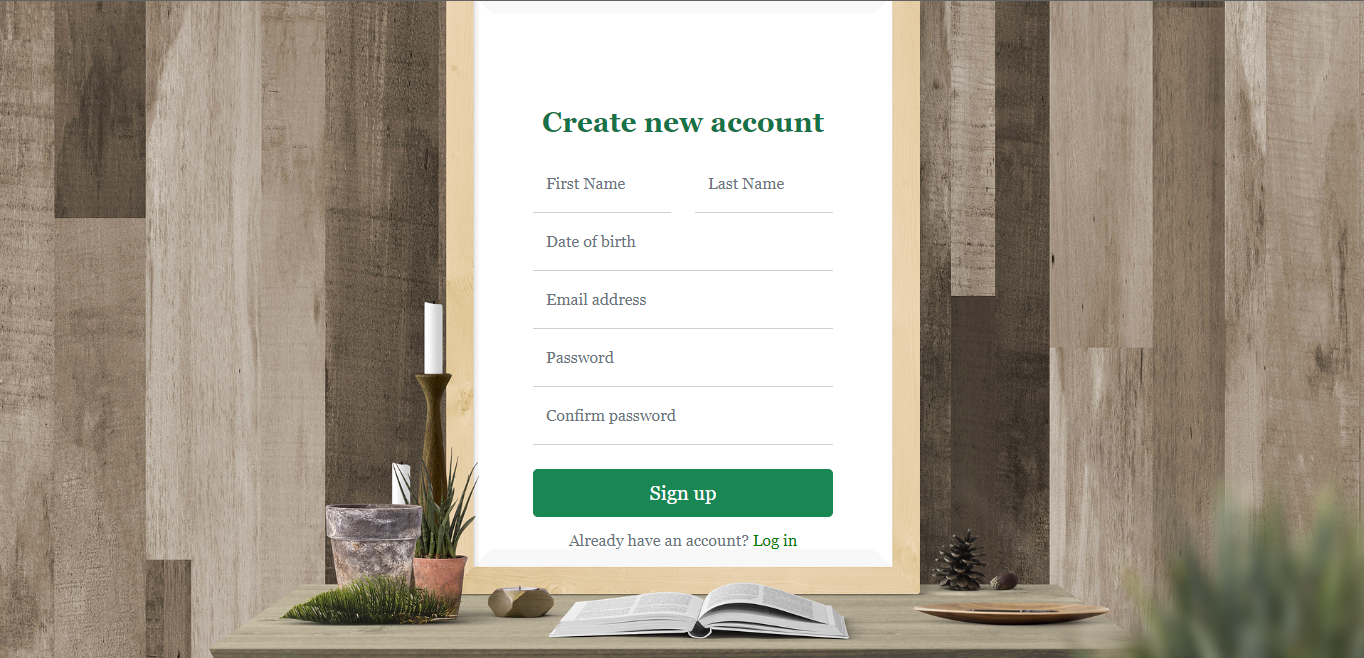 Create new account
First Name Last Name
Date of birth
Email address
Password
Confirm password
Sign up
Already have an account? Log in